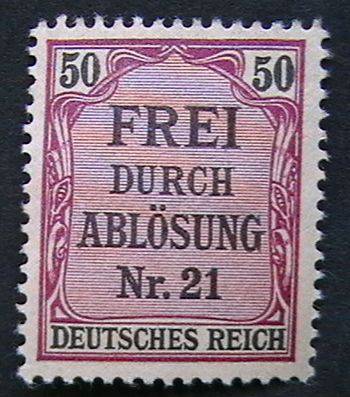 50 50
FREI
DURCH
ABLÖSUNG
Nr. 21
DEUTSCHES REICH